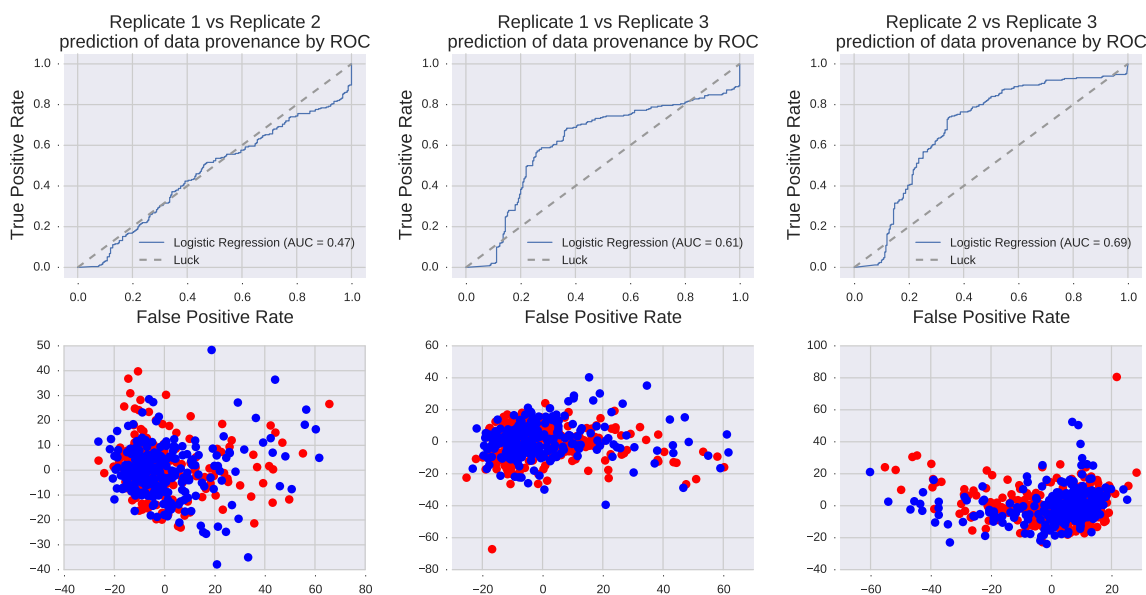 Replicate 1 vs Replicate 2
prediction of data provenance by ROC
1.0
0.8
0.6
0.4
0.2
0.0
True Positive Rate
Logistic Regression (AUC = 0.47)
Luck
0.0 0.2 0.4 0.6 0.8 1.0
False Positive Rate
Replicate 1 vs Replicate 3
prediction of data provenance by ROC
1.0
0.8
0.6
0.4
0.2
0.0
True Positive Rate
Logistic Regression (AUC = 0.61)
Luck
0.0 0.2 0.4 0.6 0.8 1.0
False Positive Rate
Replicate 2 vs Replicate 3
prediction of data provenance by ROC
1.0
0.8
0.6
0.4
0.2
0.0
True Positive Rate
Logistic Regression (AUC = 0.69)
Luck
0.0 0.2 0.4 0.6 0.8 1.0
False Positive Rate
50
40
30
20
10
0
−10
−20
−30
−40
−40 −20 0 20 40 60 80
60
40
20
0
−20
−40
−60
−80
−20 0 20 40 60
100
80
60
40
20
0
−20
−40
−60 −40 −20 0 20